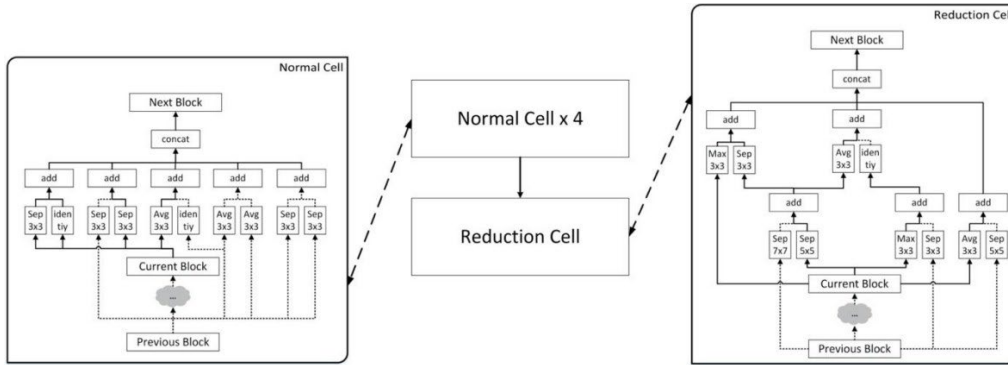 Normal Cell
Next Block
concat
add add add add add
Sep 3x3
iden tiy
Sep 3x3
Sep 3x3
Avg 3x3
iden tiy
Avg 3x3
Avg 3x3
Sep 3x3
Sep 3x3
Current Block
...
Previous Block
Normal Cell x 4
Reduction Cell
Reduction Cel
Next Block
concat
add add
Max 3x3
Sep 3x3
Avg 3x3
iden tiy
add add add
Sep 7x7
Sep 5x5
Max 3x3
Sep 3x3
Avg 3x3
Sep 5x5
Current Block
...
Previous Block